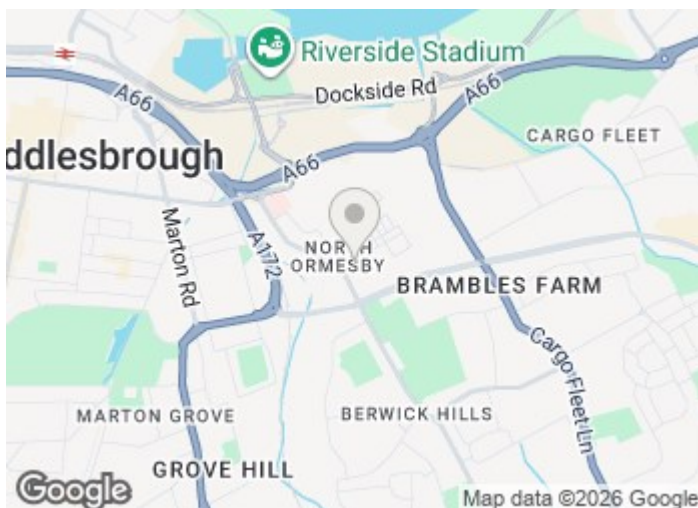 Riverside Stadium
A66
Dockside Rd
A66
CARGO FLEET
ddlesbrough
A66
Marton Rd
A172
NORTH
ORMESBY
BRAMBLES FARM
Cargo Fleet Ln
MARTON GROVE
BERWICK HILLS
GROVE HILL
Google
Map data ©2026 Google